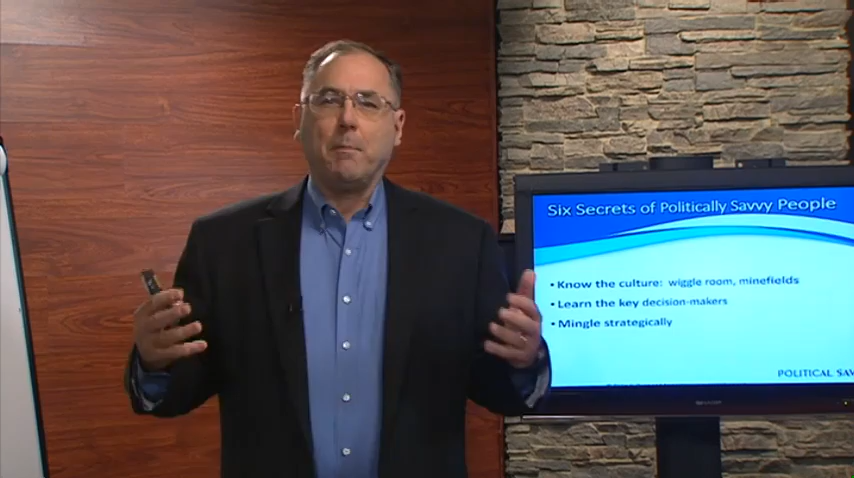 Six Secrets of Politically Savvy People
• Know the culture: wiggle room, minefields
• Learn the key decision-makers
• Mingle strategically
POLITICAL SAV
SHARP